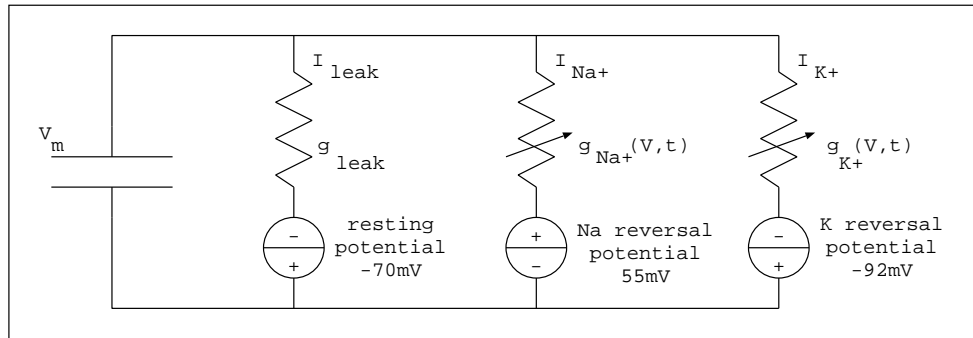 I leak
I Na+
I K+
V m
g leak
g Na+ (V,t)
g K+ (V,t)
-
+
resting
potential
-70mV
+
-
Na reversal
potential
55mV
-
+
K reversal
potential
-92mV